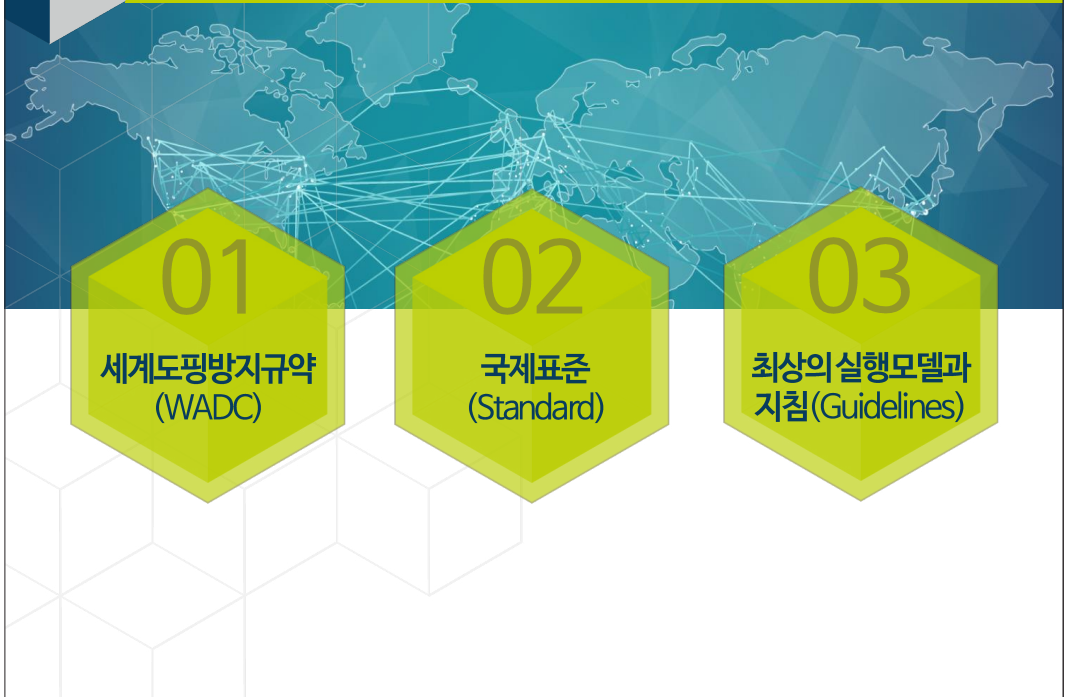 01
세계도핑방지규약
(WADC)
02
국제표준
(Standard)
03
최상의 실행모델과
지침(Guidelines)